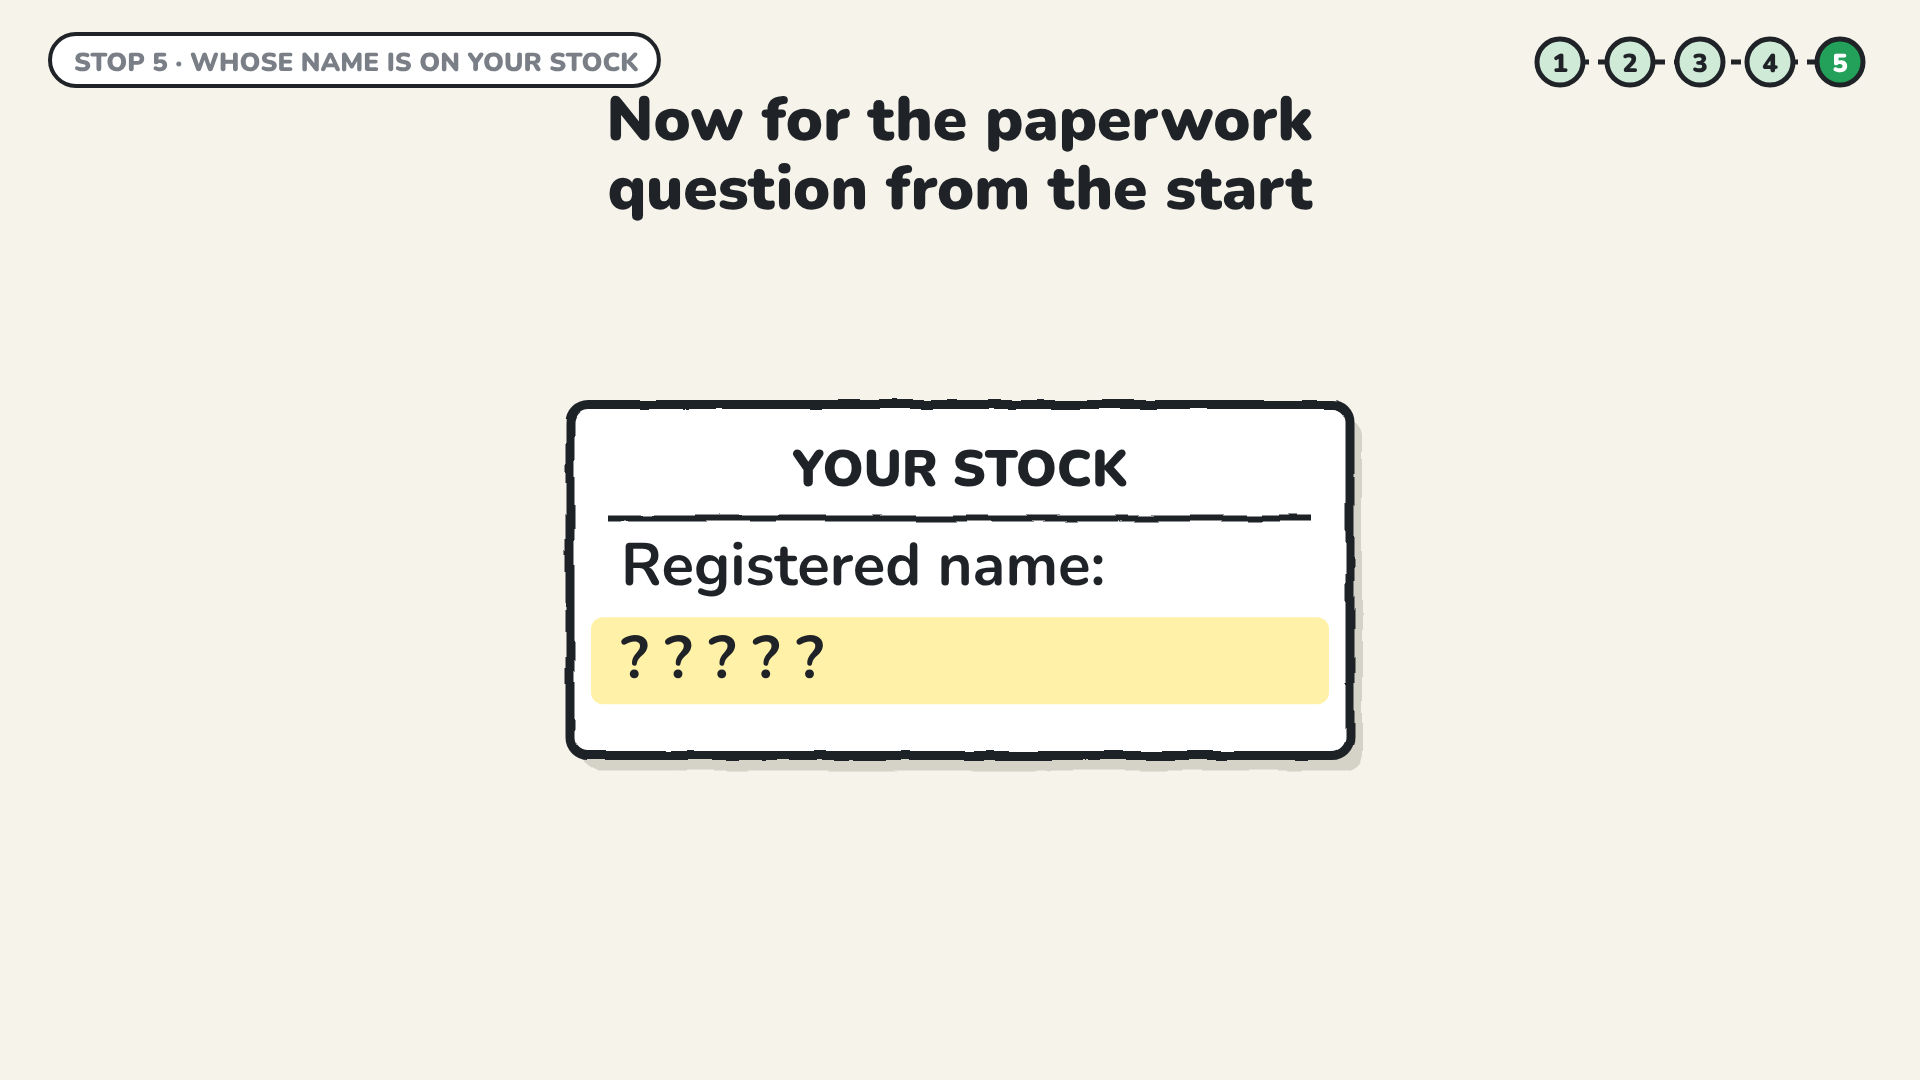 STOP 5 · WHOSE NAME IS ON YOUR STOCK
1 2 3 4 5
Now for the paperwork
question from the start
YOUR STOCK
Registered name:
? ? ? ? ?